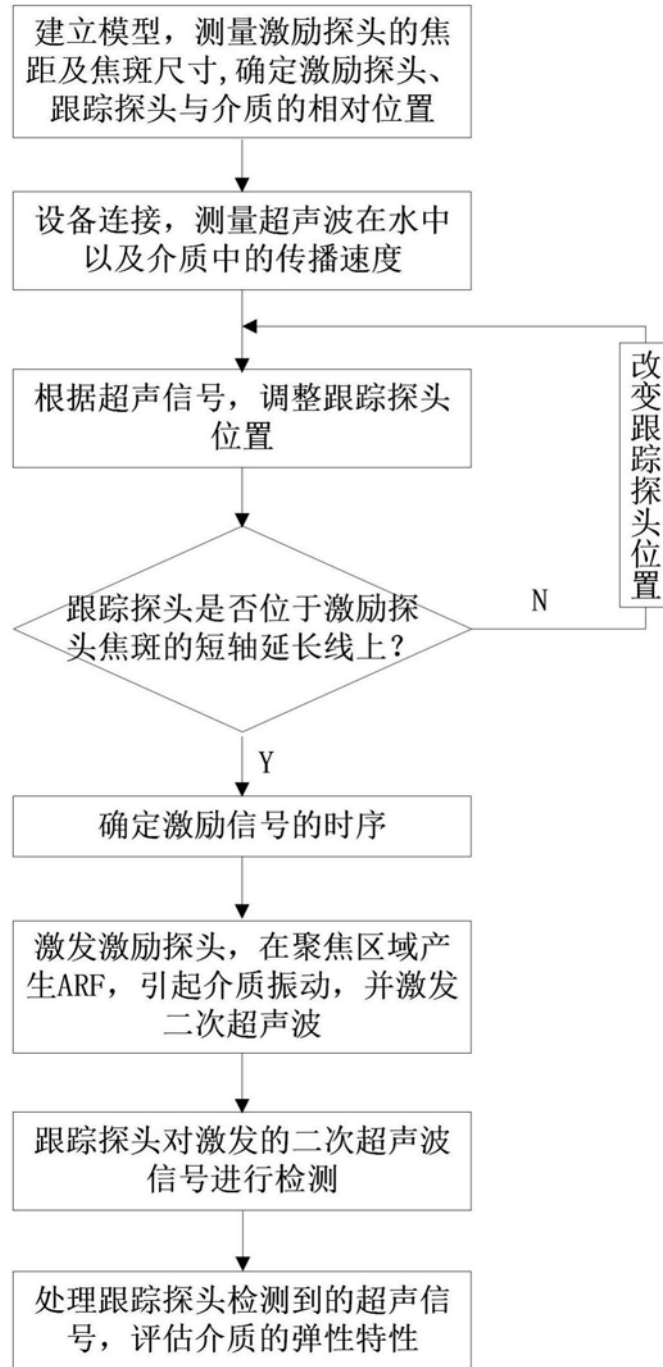 建立模型，测量激励探头的焦
距及焦斑尺寸,确定激励探头、
跟踪探头与介质的相对位置
设备连接，测量超声波在水中
以及介质中的传播速度
根据超声信号，调整跟踪探头
位置
改变跟踪探头位置
跟踪探头是否位于激励探
头焦斑的短轴延长线上？
N
Y
确定激励信号的时序
激发激励探头，在聚焦区域产
生ARF，引起介质振动，并激发
二次超声波
跟踪探头对激发的二次超声波
信号进行检测
处理跟踪探头检测到的超声信
号，评估介质的弹性特性